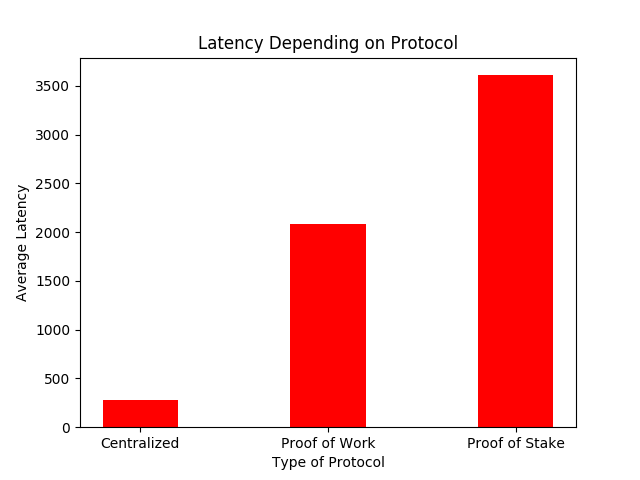 Latency Depending on Protocol
3500
3000
2500
2000
1500
1000
500
0
Average Latency
Centralized
Proof of Work
Proof of Stake
Type of Protocol